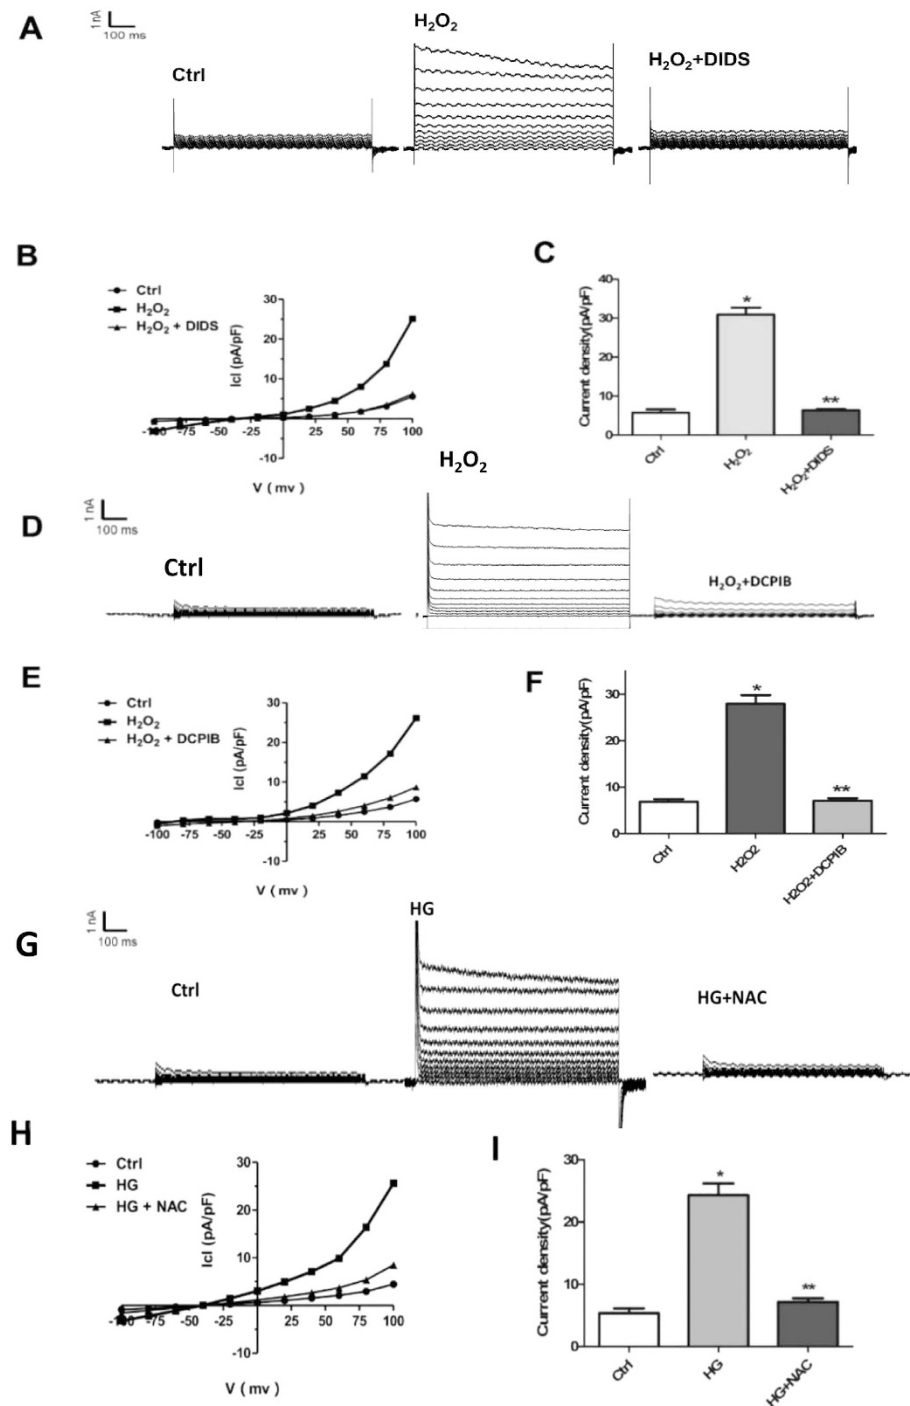 A
1 nA
100 ms
Ctrl
H₂O₂
H₂O₂+DIDS
B
Ctrl
H₂O₂
H₂O₂ + DIDS
Icl (pA/pF)
30
20
10
-10
-100 -75 -50 -25 25 50 75 100
V ( mv )
C
Current density(pA/pF)
40
30
20
10
0
*
**
Ctrl
H₂O₂
H₂O₂+DIDS
D
1 nA
100 ms
Ctrl
H₂O₂
H₂O₂+DCPIB
E
Ctrl
H₂O₂
H₂O₂ + DCPIB
Icl (pA/pF)
30
20
10
-10
-100 -75 -50 -25 0 25 50 75 100
V ( mv )
F
Current density(pA/pF)
30
20
10
0
*
**
Ctrl
H2O2
H2O2+DCPIB
G
1 nA
100 ms
Ctrl
HG
HG+NAC
H
Ctrl
HG
HG + NAC
Icl (pA/pF)
30
20
10
-10
-100 -75 -50 -25 0 25 50 75 100
V ( mv )
I
Current density(pA/pF)
30
20
10
0
*
**
Ctrl
HG
HG+NAC